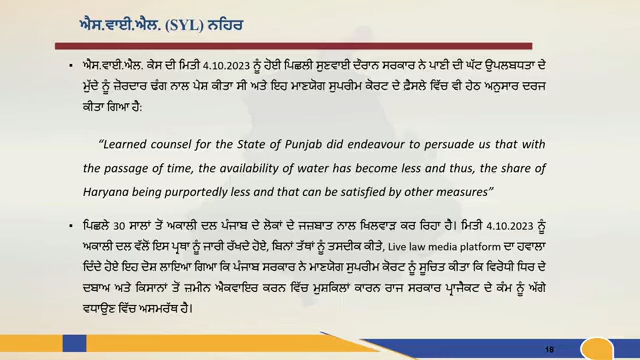 ਐਸ.ਵਾਈ.ਐਲ. (SYL) ਨਹਿਰ
▪ ਐਸ.ਵਾਈ.ਐਲ. ਕੇਸ ਦੀ ਮਿਤੀ 4.10.2023 ਨੂੰ ਹੋਈ ਪਿਛਲੀ ਸੁਣਵਾਈ ਦੌਰਾਨ ਸਰਕਾਰ ਨੇ ਪਾਣੀ ਦੀ ਘੱਟ ਉਪਲਬਧਤਾ ਦੇ
ਮੁੱਦੇ ਨੂੰ ਜ਼ੋਰਦਾਰ ਢੰਗ ਨਾਲ ਪੇਸ਼ ਕੀਤਾ ਸੀ ਅਤੇ ਇਹ ਮਾਣਯੋਗ ਸੁਪਰੀਮ ਕੋਰਟ ਦੇ ਫ਼ੈਸਲੇ ਵਿੱਚ ਵੀ ਹੇਠ ਅਨੁਸਾਰ ਦਰਜ
ਕੀਤਾ ਗਿਆ ਹੈ:
“Learned counsel for the State of Punjab did endeavour to persuade us that with
the passage of time, the availability of water has become less and thus, the share of
Haryana being purportedly less and that can be satisfied by other measures”
▪ ਪਿਛਲੇ 30 ਸਾਲਾਂ ਤੋਂ ਅਕਾਲੀ ਦਲ ਪੰਜਾਬ ਦੇ ਲੋਕਾਂ ਦੇ ਜਜ਼ਬਾਤ ਨਾਲ ਖਿਲਵਾੜ ਕਰ ਰਿਹਾ ਹੈ। ਮਿਤੀ 4.10.2023 ਨੂੰ
ਅਕਾਲੀ ਦਲ ਵੱਲੋਂ ਇਸ ਪ੍ਰਥਾ ਨੂੰ ਜਾਰੀ ਰੱਖਦੇ ਹੋਏ, ਬਿਨਾਂ ਤੱਥਾਂ ਨੂੰ ਤਸਦੀਕ ਕੀਤੇ, Live law media platform ਦਾ ਹਵਾਲਾ
ਦਿੰਦੇ ਹੋਏ ਇਹ ਦੋਸ਼ ਲਾਇਆ ਗਿਆ ਕਿ ਪੰਜਾਬ ਸਰਕਾਰ ਨੇ ਮਾਣਯੋਗ ਸੁਪਰੀਮ ਕੋਰਟ ਨੂੰ ਸੂਚਿਤ ਕੀਤਾ ਕਿ ਵਿਰੋਧੀ ਧਿਰ ਦੇ
ਦਬਾਅ ਅਤੇ ਕਿਸਾਨਾਂ ਤੋਂ ਜ਼ਮੀਨ ਐਕਵਾਇਰ ਕਰਨ ਵਿੱਚ ਮੁਸ਼ਕਿਲਾਂ ਕਾਰਨ ਰਾਜ ਸਰਕਾਰ ਪ੍ਰਾਜੈਕਟ ਦੇ ਕੰਮ ਨੂੰ ਅੱਗੇ
ਵਧਾਉਣ ਵਿੱਚ ਅਸਮਰੱਥ ਹੈ।
18